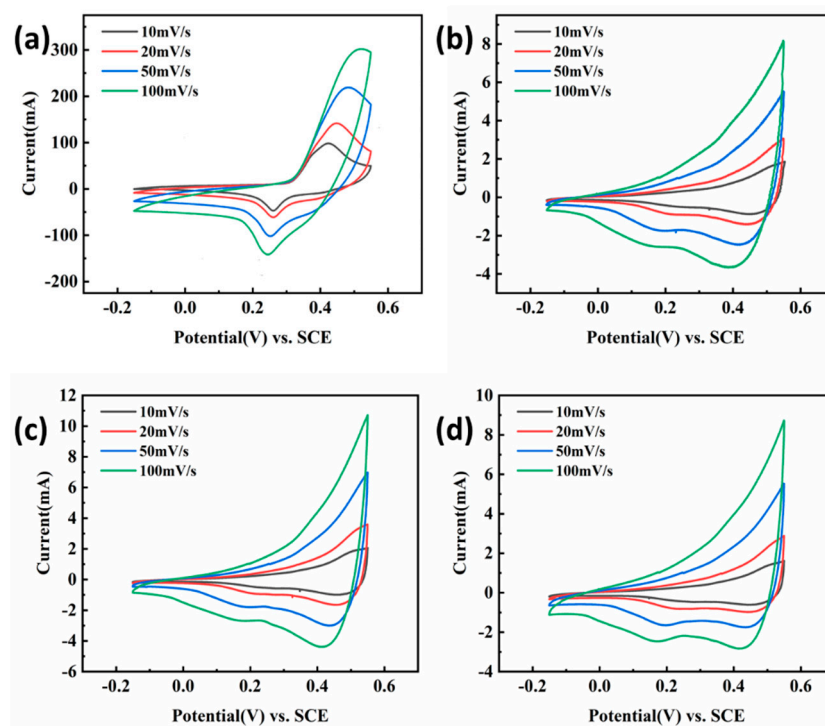 (a)
10mV/s
20mV/s
50mV/s
100mV/s
300
200
100
0
-100
-200
Current(mA)
-0.2 0.0 0.2 0.4 0.6
Potential(V) vs. SCE
(b)
10mV/s
20mV/s
50mV/s
100mV/s
8
6
4
2
0
-2
-4
Current(mA)
-0.2 0.0 0.2 0.4 0.6
Potential(V) vs. SCE
(c)
10mV/s
20mV/s
50mV/s
100mV/s
12
10
8
6
4
2
0
-2
-4
-6
Current(mA)
-0.2 0.0 0.2 0.4 0.6
Potential(V) vs. SCE
(d)
10mV/s
20mV/s
50mV/s
100mV/s
10
8
6
4
2
0
-2
-4
Current(mA)
-0.2 0.0 0.2 0.4 0.6
Potential(V) vs. SCE